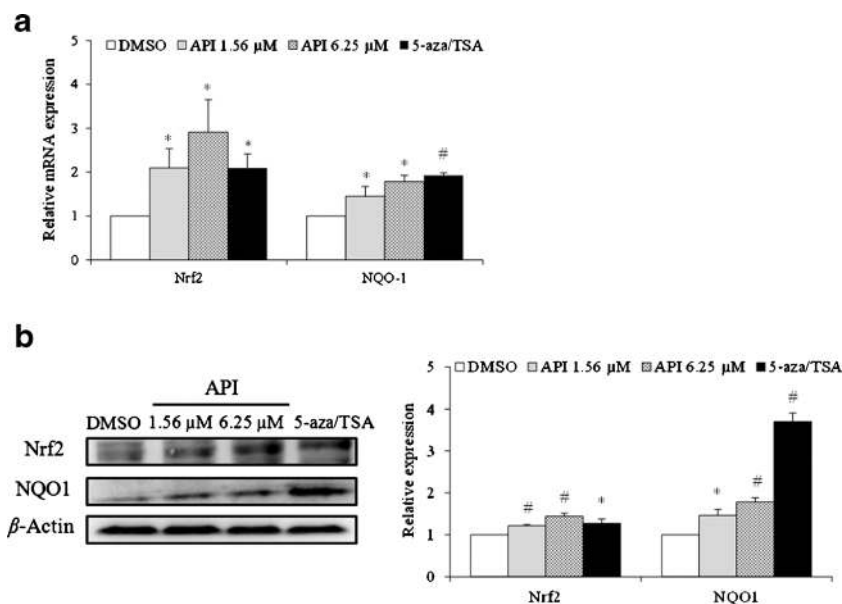 a
DMSO API 1.56 μM API 6.25 μM 5-aza/TSA
Relative mRNA expression
5
4
3
2
1
0
* * * * * #
Nrf2 NQO-1
b
API
DMSO 1.56 μM 6.25 μM 5-aza/TSA
Nrf2
NQO1
β-Actin
DMSO API 1.56 μM API 6.25 μM 5-aza/TSA
Relative expression
5
4
3
2
1
0
# # * * # #
Nrf2 NQO1